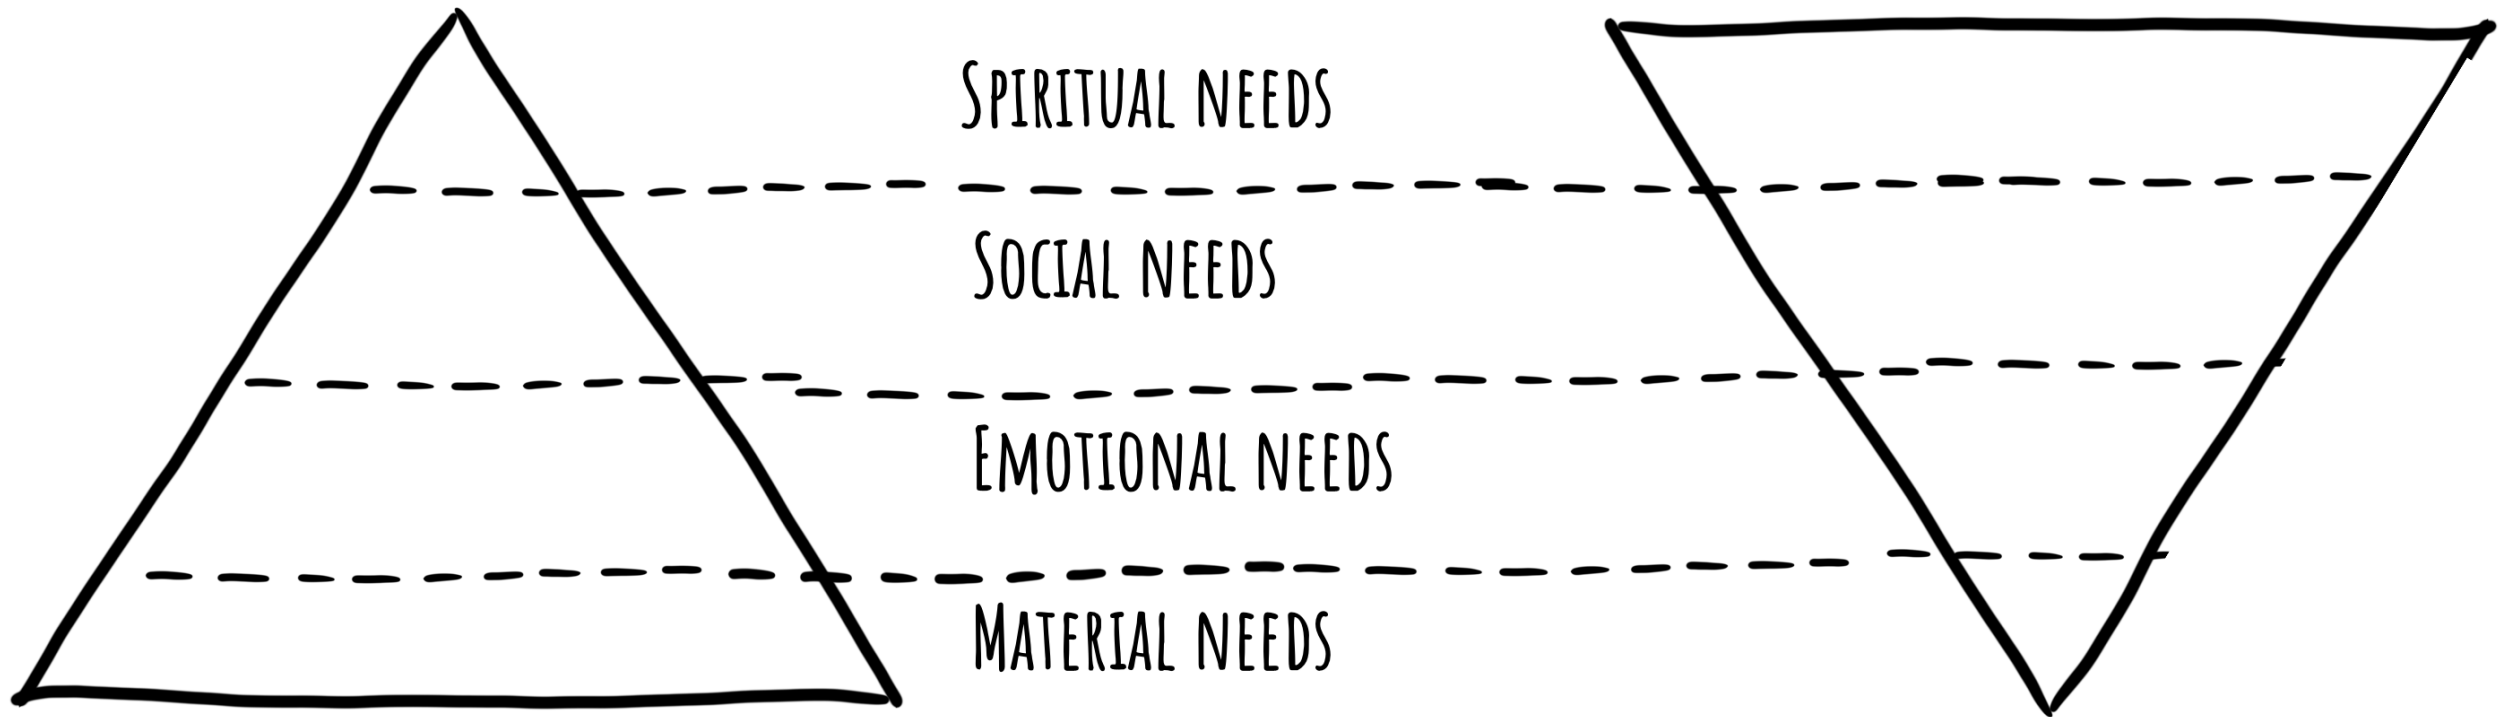 Spiritual needs
Social needs
Emotional needs
Material needs